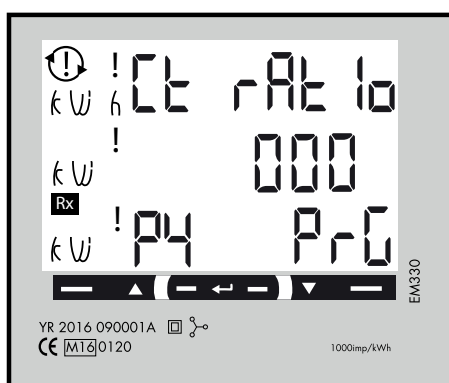 !
kWh Ct rAtIo
!
kW 000
Rx
!
kW P4 PrG
EM330
YR 2016 090001A
CE M16 0120
1000imp/kWh